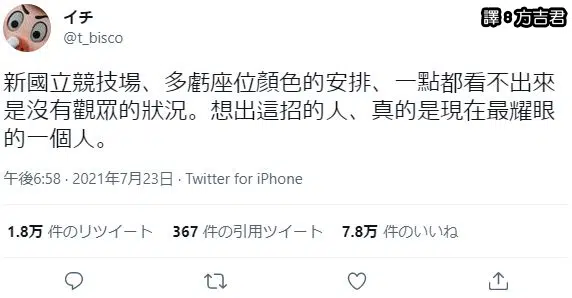 イチ
@t_bisco
譯8方吉君
新國立競技場、多虧座位顏色的安排、一點都看不出來
是沒有觀眾的狀況。想出這招的人、真的是現在最耀眼
的一個人。
午後6:58 · 2021年7月23日 · Twitter for iPhone
1.8万 件のリツイート 367 件の引用ツイート 7.8万 件のいいね